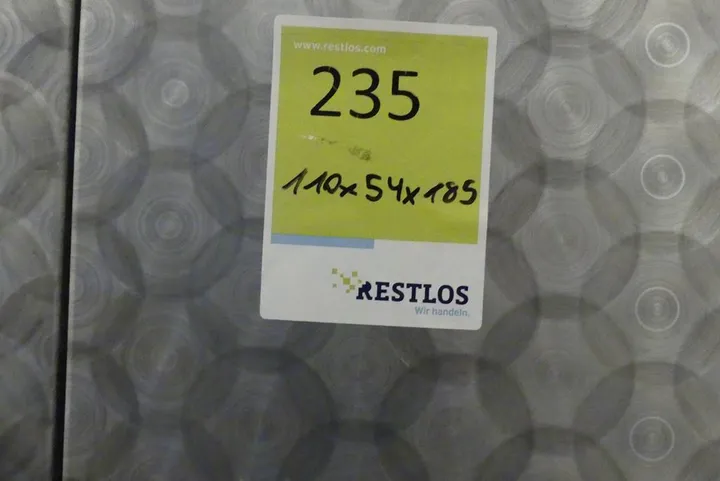 www.restlos.com
235
110x54x185
RESTLOS
Wir handeln.